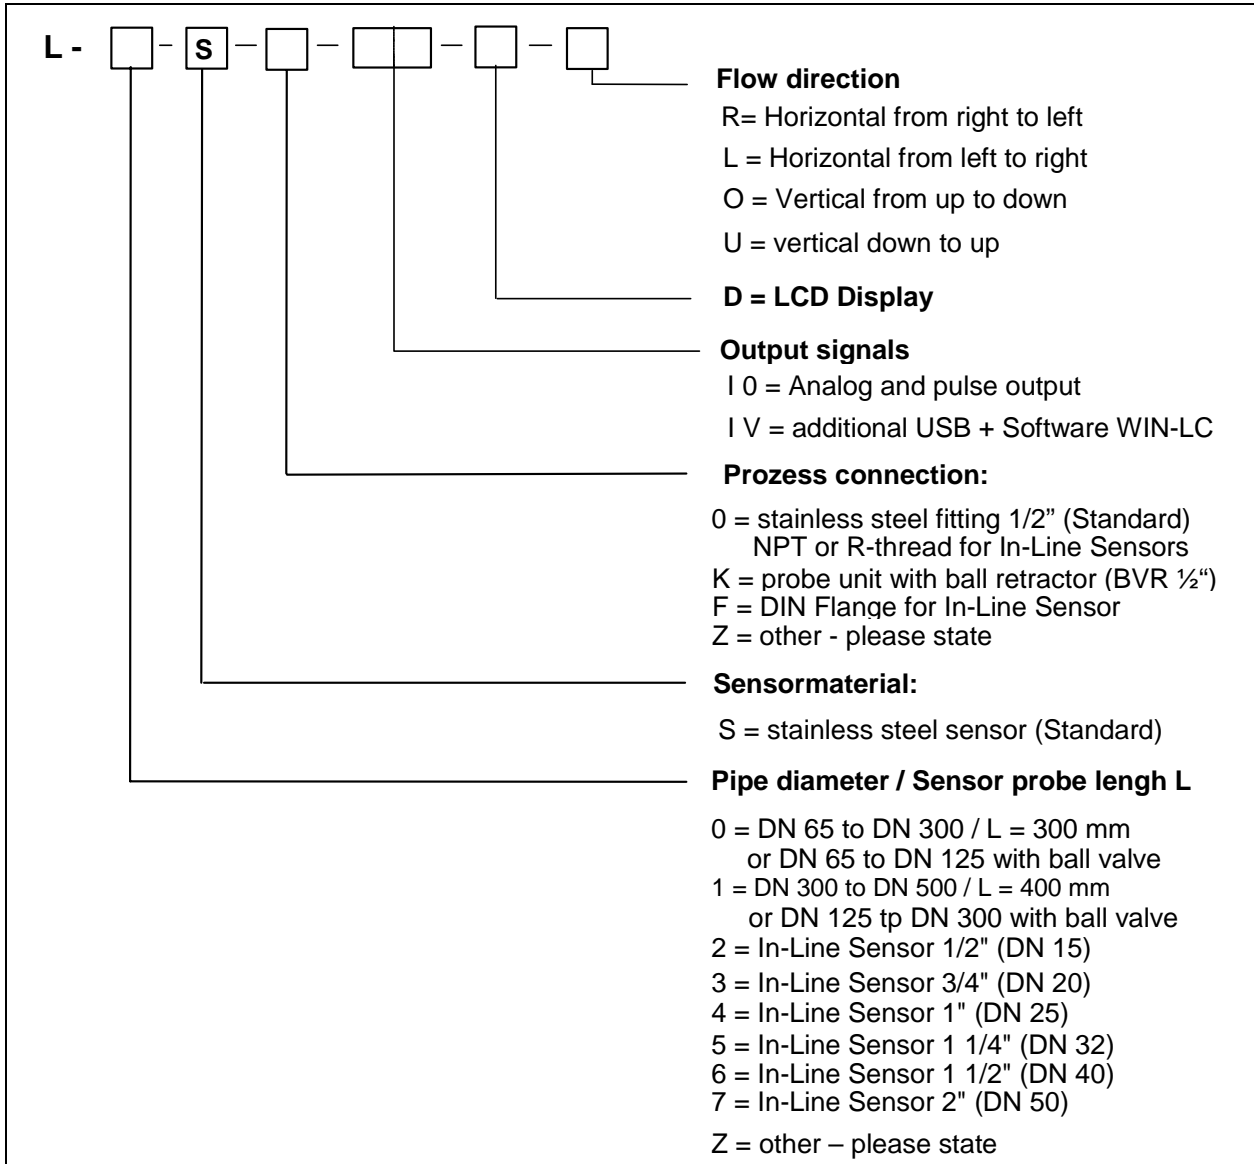 L - S
Flow direction
R= Horizontal from right to left
L = Horizontal from left to right
O = Vertical from up to down
U = vertical down to up
D = LCD Display
Output signals
I 0 = Analog and pulse output
I V = additional USB + Software WIN-LC
Prozess connection:
0 = stainless steel fitting 1/2” (Standard)
NPT or R-thread for In-Line Sensors
K = probe unit with ball retractor (BVR ½“)
F = DIN Flange for In-Line Sensor
Z = other - please state
Sensormaterial:
S = stainless steel sensor (Standard)
Pipe diameter / Sensor probe lengh L
0 = DN 65 to DN 300 / L = 300 mm
or DN 65 to DN 125 with ball valve
1 = DN 300 to DN 500 / L = 400 mm
or DN 125 tp DN 300 with ball valve
2 = In-Line Sensor 1/2" (DN 15)
3 = In-Line Sensor 3/4" (DN 20)
4 = In-Line Sensor 1" (DN 25)
5 = In-Line Sensor 1 1/4" (DN 32)
6 = In-Line Sensor 1 1/2" (DN 40)
7 = In-Line Sensor 2" (DN 50)
Z = other – please state